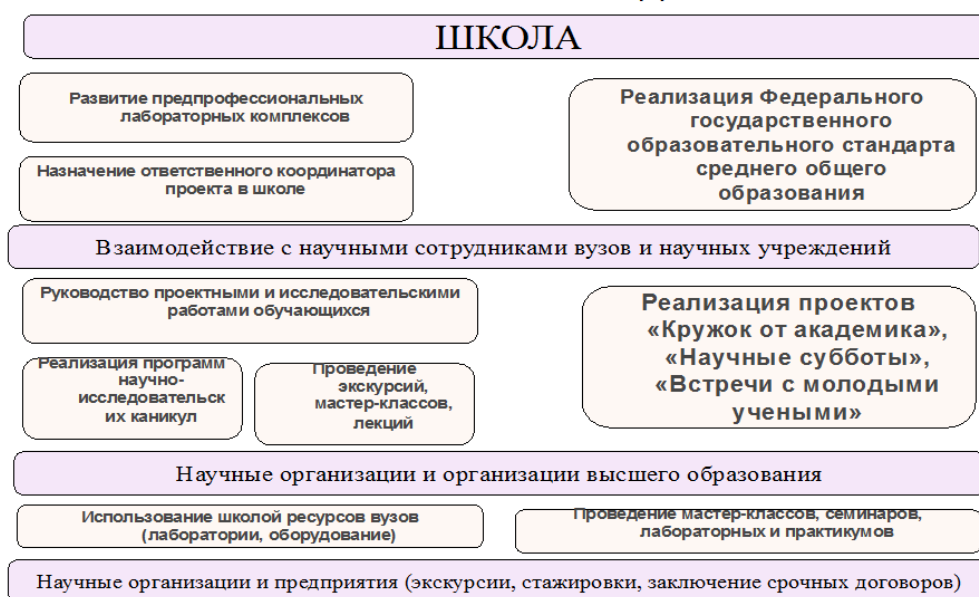 ШКОЛА
Развитие предпрофессиональных
лабораторных комплексов
Назначение ответственного координатора
проекта в школе
Реализация Федерального
государственного
образовательного стандарта
среднего общего
образования
Взаимодействие с научными сотрудниками вузов и научных учреждений
Руководство проектными и исследовательскими
работами обучающихся
Реализация программ
научно-
исследовательск
их каникул
Проведение
экскурсий,
мастер-классов,
лекций
Реализация проектов
«Кружок от академика»,
«Научные субботы»,
«Встречи с молодыми
учеными»
Научные организации и организации высшего образования
Использование школой ресурсов вузов
(лаборатории, оборудование)
Проведение мастер-классов, семинаров,
лабораторных и практикумов
Научные организации и предприятия (экскурсии, стажировки, заключение срочных договоров)